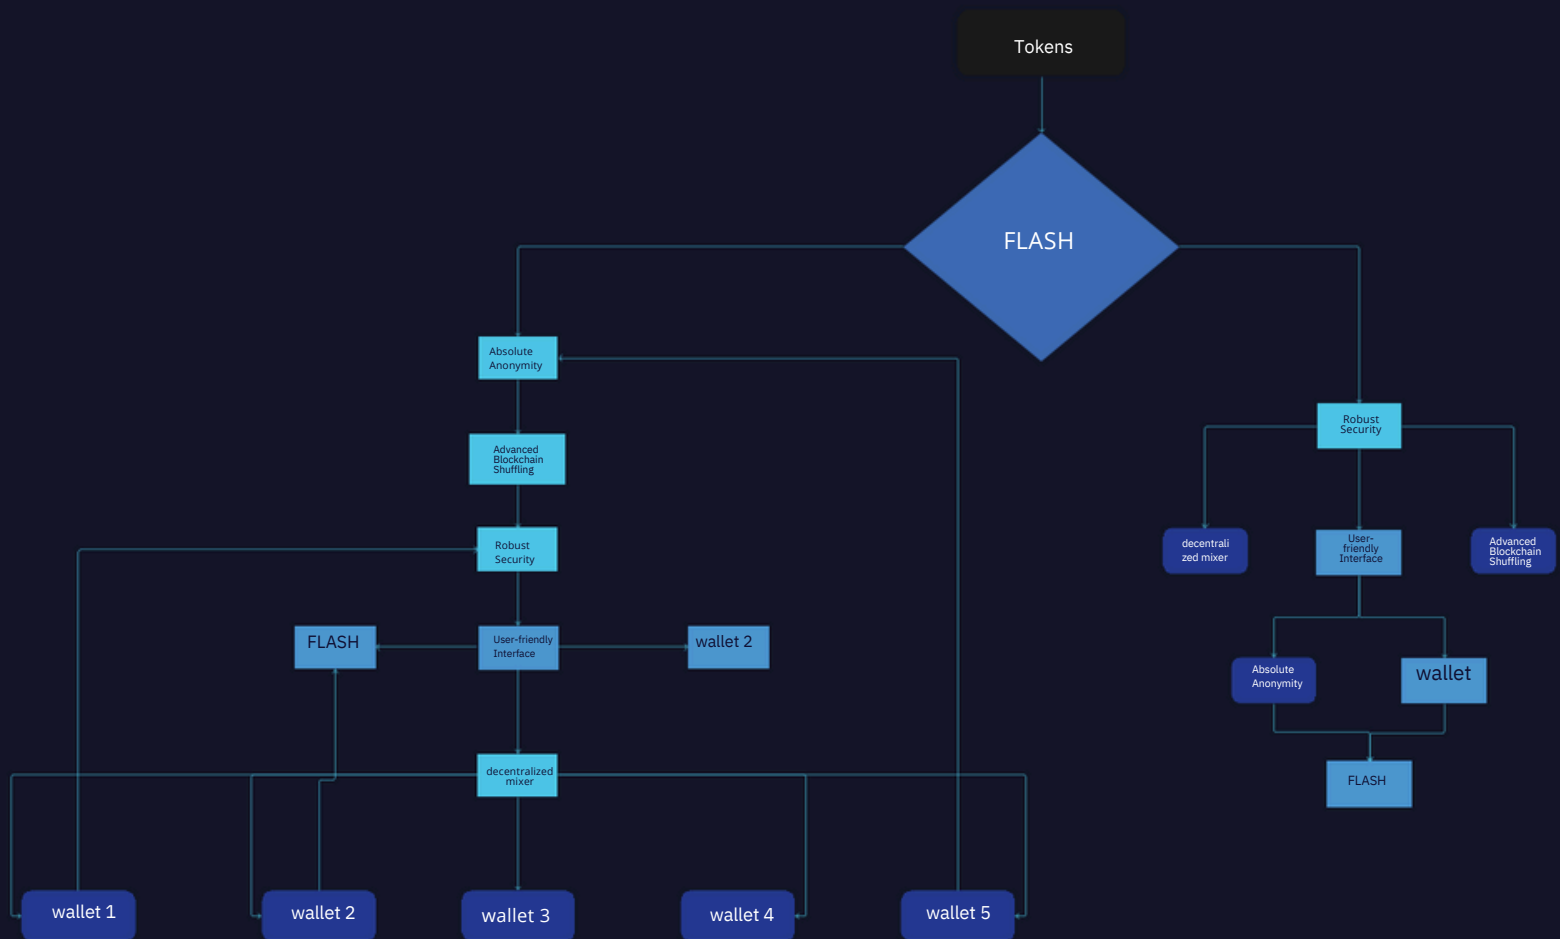 Tokens
FLASH
Absolute
Anonymity
Advanced
Blockchain
Shuffling
Robust
Security
FLASH
User-friendly
Interface
wallet 2
decentralized
mixer
wallet 1
wallet 2
wallet 3
wallet 4
wallet 5
Robust
Security
decentrali
zed mixer
User-
friendly
Interface
Advanced
Blockchain
Shuffling
Absolute
Anonymity
wallet
FLASH